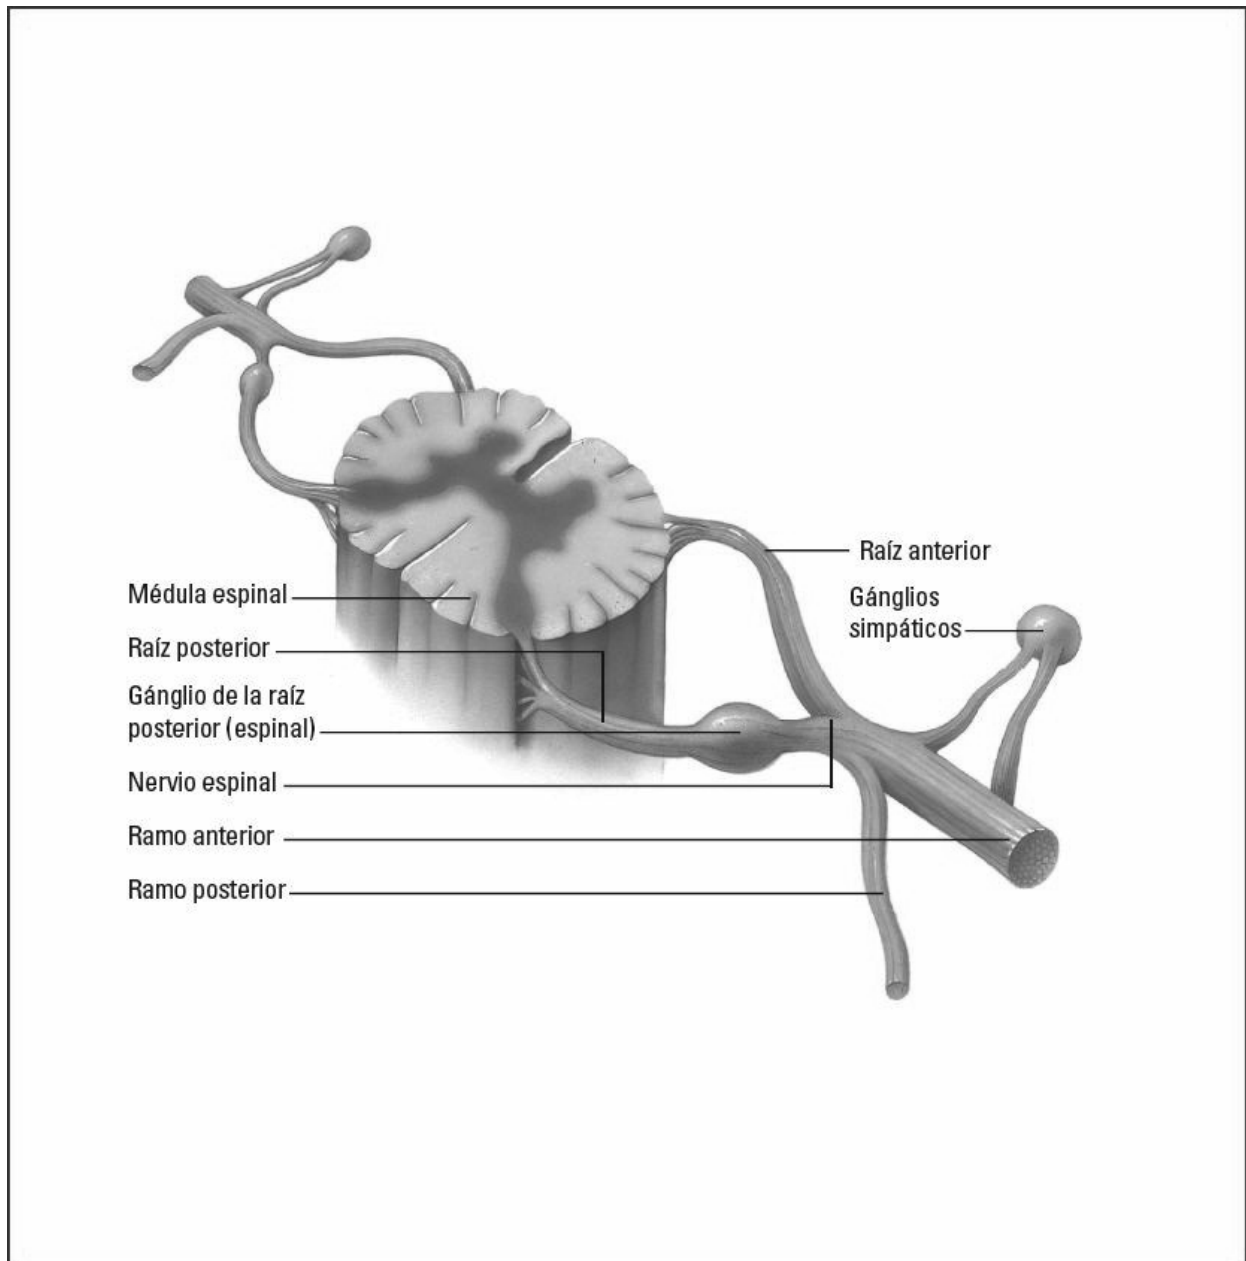 Raíz anterior
Gánglios
simpáticos
Médula espinal
Raíz posterior
Gánglio de la raíz
posterior (espinal)
Nervio espinal
Ramo anterior
Ramo posterior